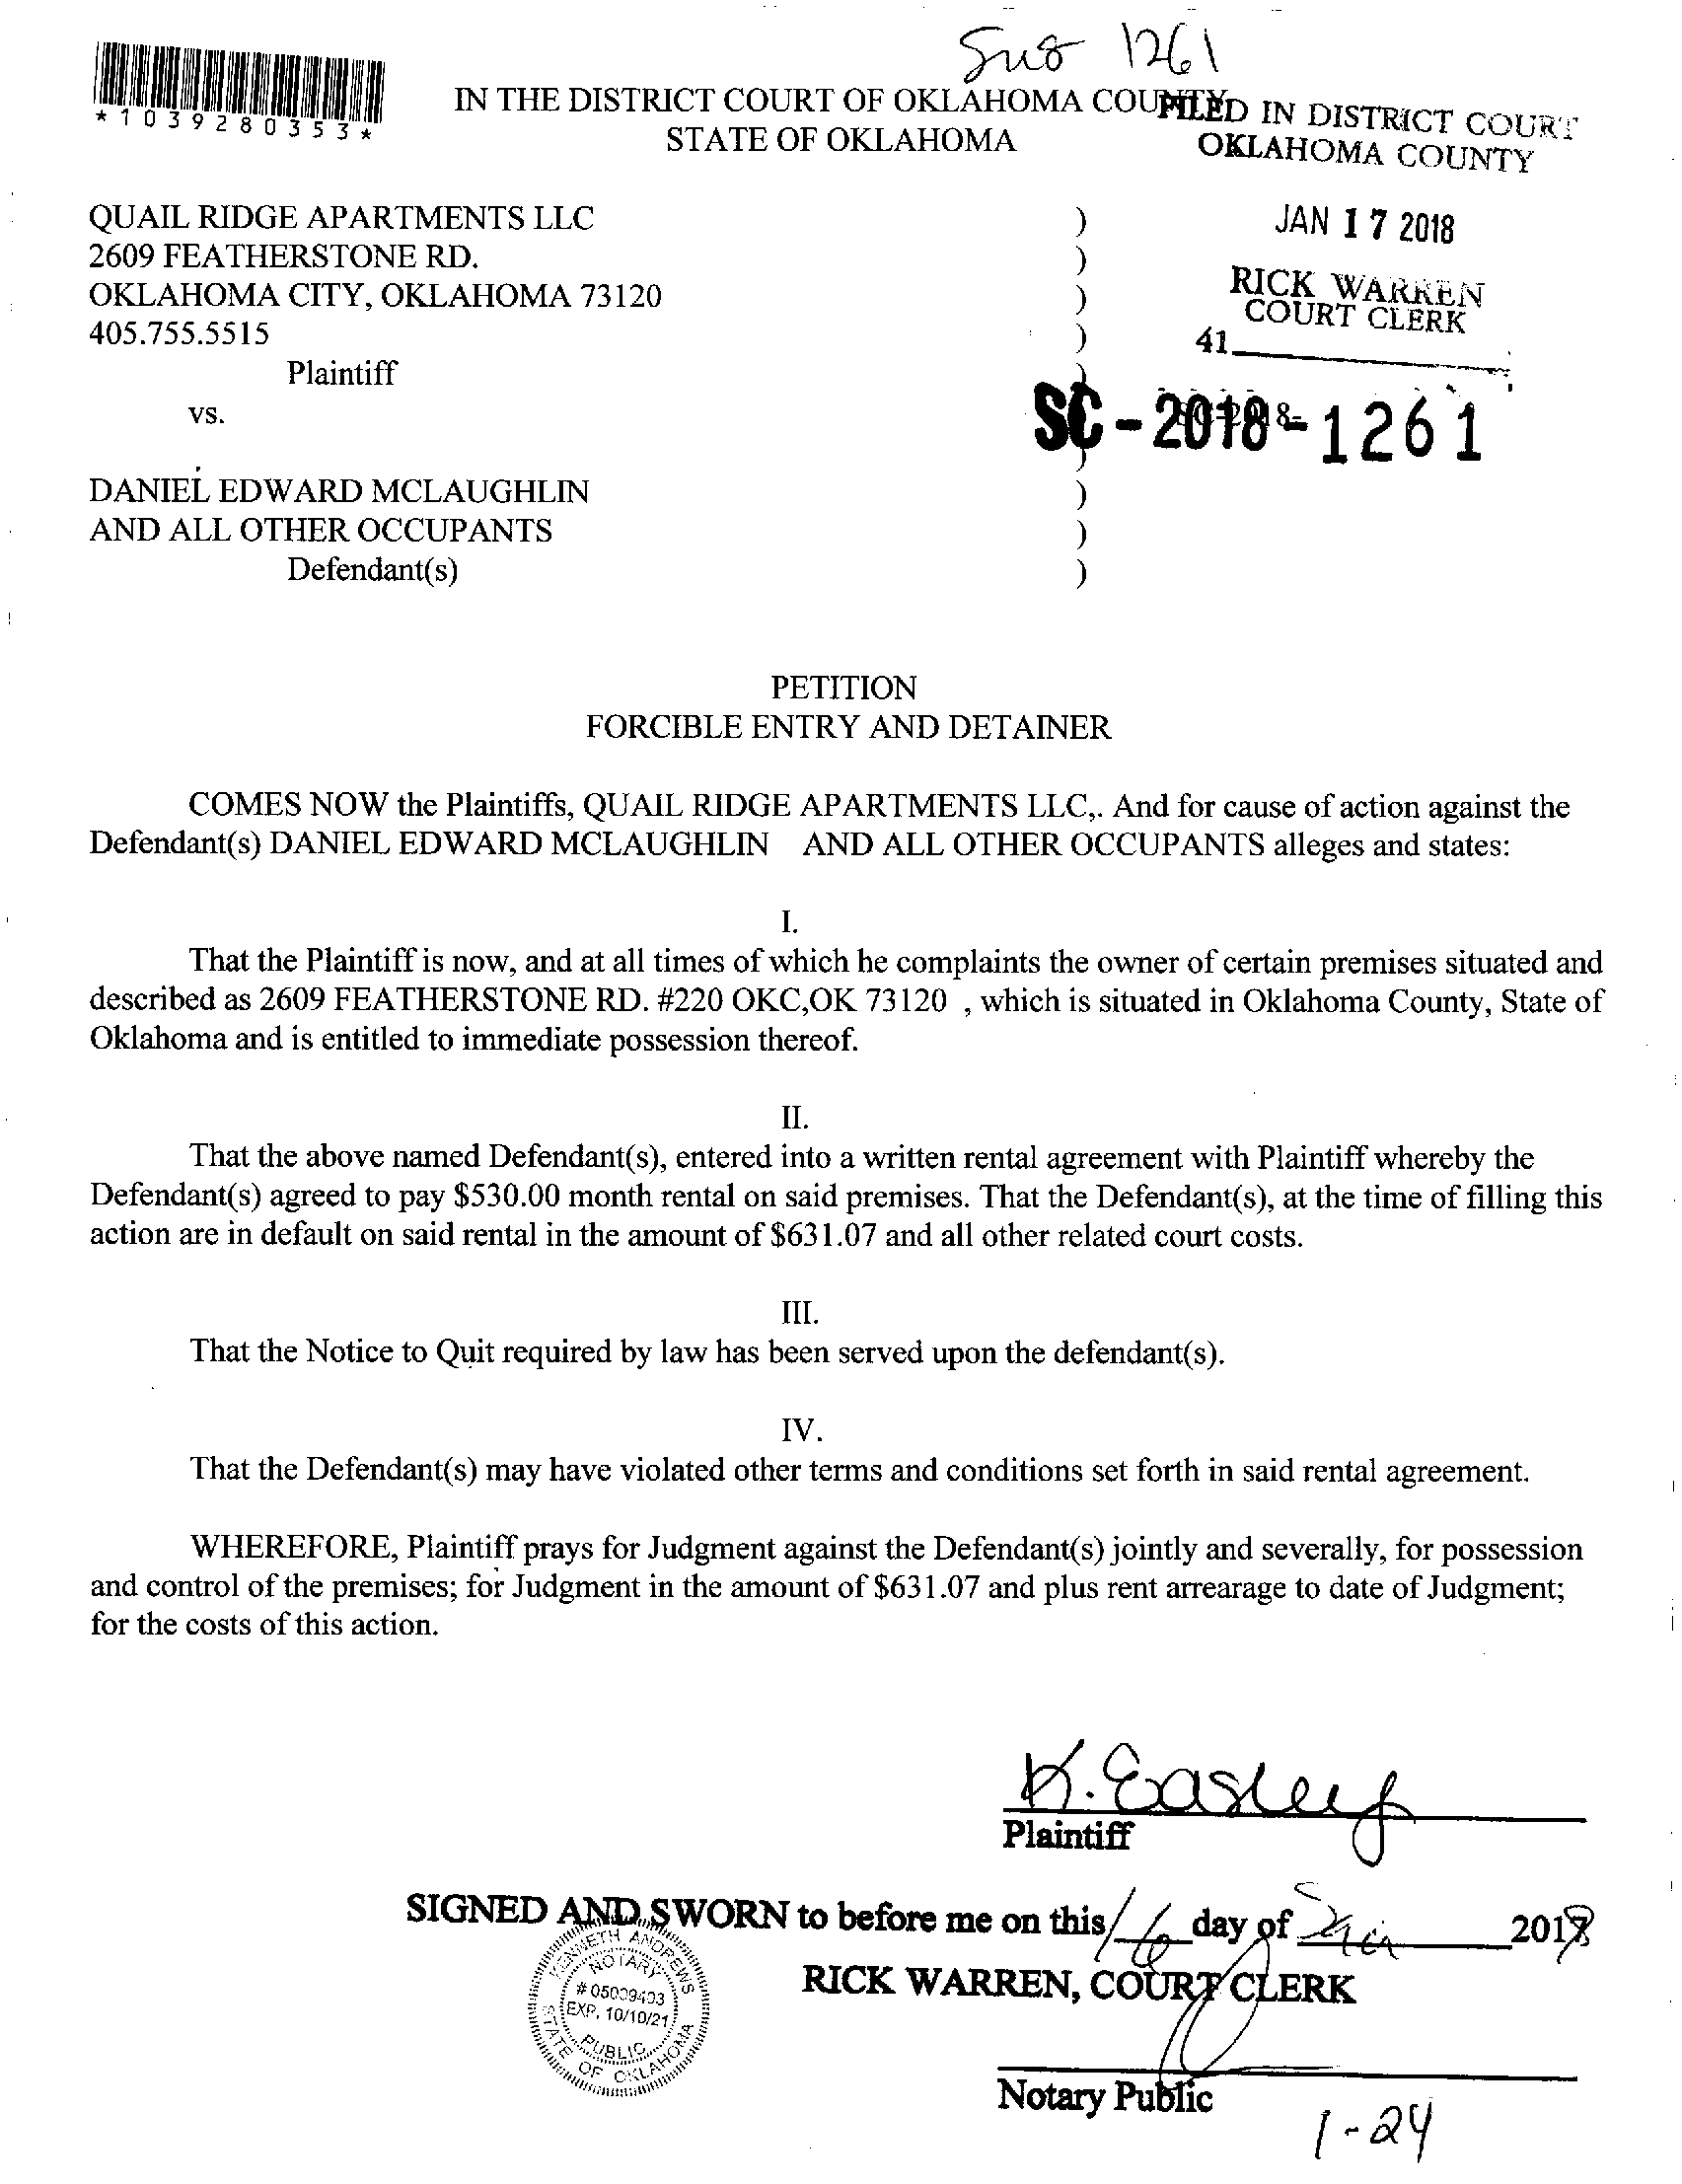 1261
*1039280353*
IN THE DISTRICT COURT OF OKLAHOMA COUNTY
STATE OF OKLAHOMA
FILED IN DISTRICT COURT
OKLAHOMA COUNTY
JAN 17 2018
RICK WARREN
COURT CLERK
41
SC-2018-
SC-2018-1261
QUAIL RIDGE APARTMENTS LLC )
2609 FEATHERSTONE RD. )
OKLAHOMA CITY, OKLAHOMA 73120 )
405.755.5515 )
Plaintiff )
vs.
DANIEL EDWARD MCLAUGHLIN )
AND ALL OTHER OCCUPANTS )
Defendant(s) )
PETITION
FORCIBLE ENTRY AND DETAINER
COMES NOW the Plaintiffs, QUAIL RIDGE APARTMENTS LLC,. And for cause of action against the
Defendant(s) DANIEL EDWARD MCLAUGHLIN AND ALL OTHER OCCUPANTS alleges and states:
I.
That the Plaintiff is now, and at all times of which he complaints the owner of certain premises situated and
described as 2609 FEATHERSTONE RD. #220 OKC,OK 73120 , which is situated in Oklahoma County, State of
Oklahoma and is entitled to immediate possession thereof.
II.
That the above named Defendant(s), entered into a written rental agreement with Plaintiff whereby the
Defendant(s) agreed to pay $530.00 month rental on said premises. That the Defendant(s), at the time of filling this
action are in default on said rental in the amount of $631.07 and all other related court costs.
III.
That the Notice to Quit required by law has been served upon the defendant(s).
IV.
That the Defendant(s) may have violated other terms and conditions set forth in said rental agreement.
WHEREFORE, Plaintiff prays for Judgment against the Defendant(s) jointly and severally, for possession
and control of the premises; for Judgment in the amount of $631.07 and plus rent arrearage to date of Judgment;
for the costs of this action.
K. Easley
Plaintiff
SIGNED AND SWORN to before me on this 16 day of 2018
KENNETH ANDREWS
NOTARY
EXP. 10/10/21
PUBLIC
STATE OF OKLAHOMA
RICK WARREN, COURT CLERK
Notary Public
1-24